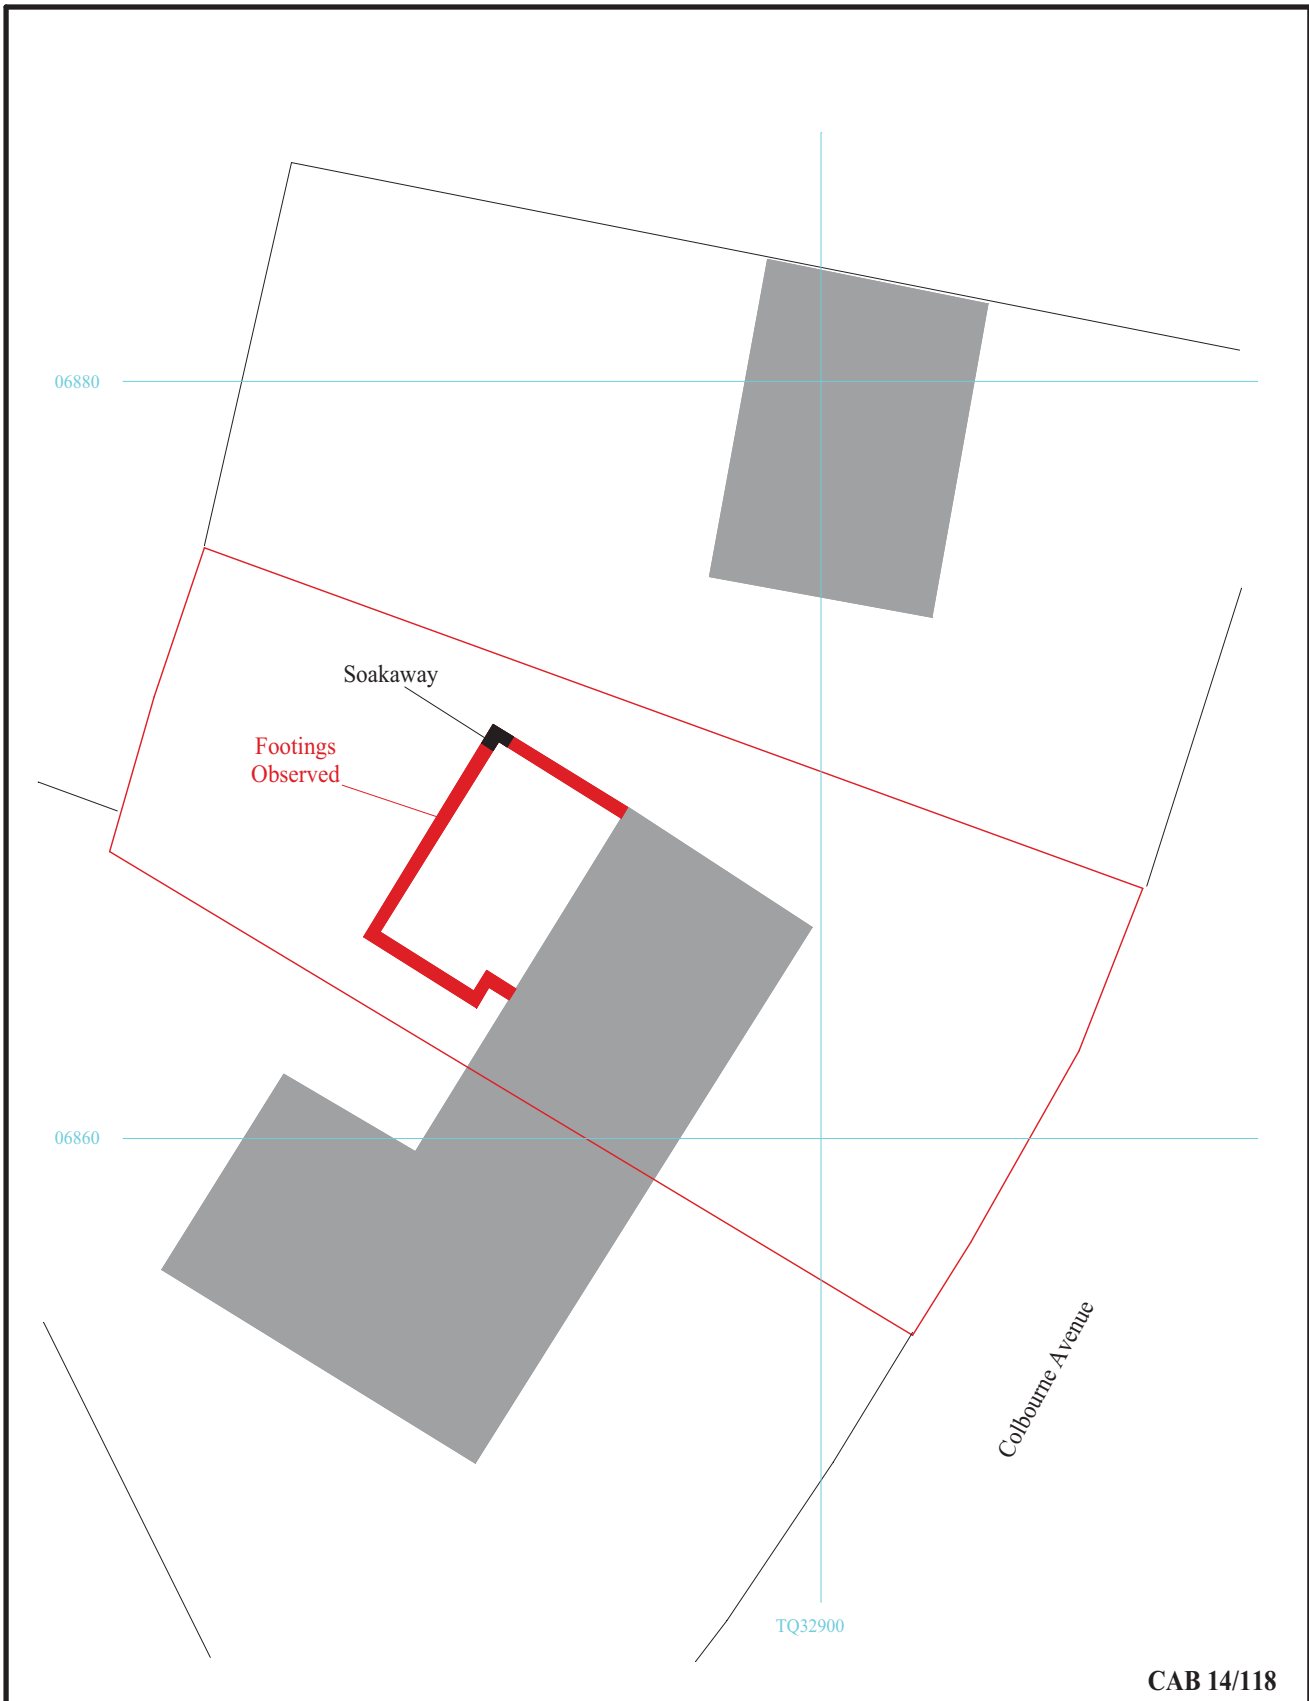 06880
Soakaway
Footings
Observed
06860
Colbourne Avenue
TQ32900
CAB 14/118